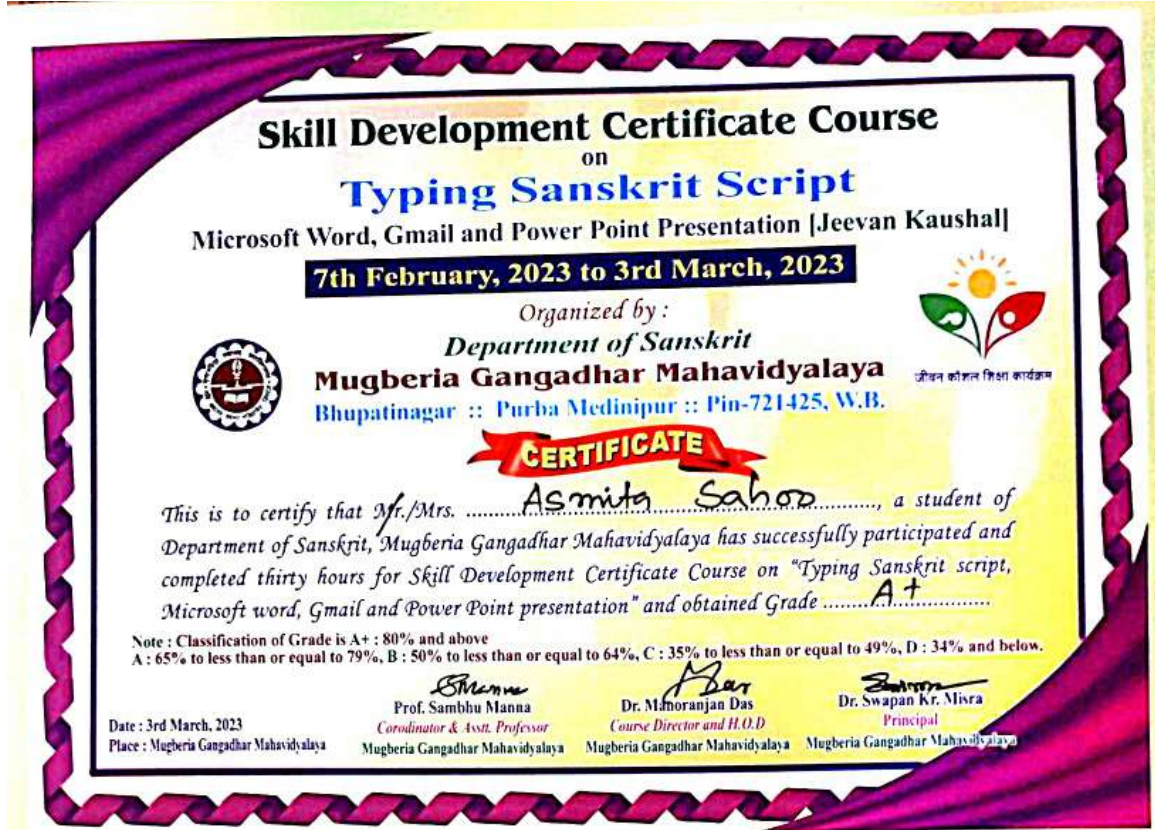 Skill Development Certificate Course
on
Typing Sanskrit Script
Microsoft Word, Gmail and Power Point Presentation [Jeevan Kaushal]
7th February, 2023 to 3rd March, 2023
Organized by :
Department of Sanskrit
Mugberia Gangadhar Mahavidyalaya
Bhupatinagar :: Purba Medinipur :: Pin-721425, W.B.
जीवन कौशल शिक्षा कार्यक्रम
CERTIFICATE
This is to certify that Mr./Mrs. Asmita Sahoo, a student of
Department of Sanskrit, Mugberia Gangadhar Mahavidyalaya has successfully participated and
completed thirty hours for Skill Development Certificate Course on "Typing Sanskrit script,
Microsoft word, Gmail and Power Point presentation" and obtained Grade A+
Note : Classification of Grade is A+ : 80% and above
A : 65% to less than or equal to 79%, B : 50% to less than or equal to 64%, C : 35% to less than or equal to 49%, D : 34% and below.
Prof. Sambhu Manna
Corodinator & Asst. Professor
Mugberia Gangadhar Mahavidyalaya
Dr. Manoranjan Das
Course Director and H.O.D
Mugberia Gangadhar Mahavidyalaya
Dr. Swapan Kr. Misra
Principal
Mugberia Gangadhar Mahavidyalaya
Date : 3rd March, 2023
Place : Mugberia Gangadhar Mahavidyalaya